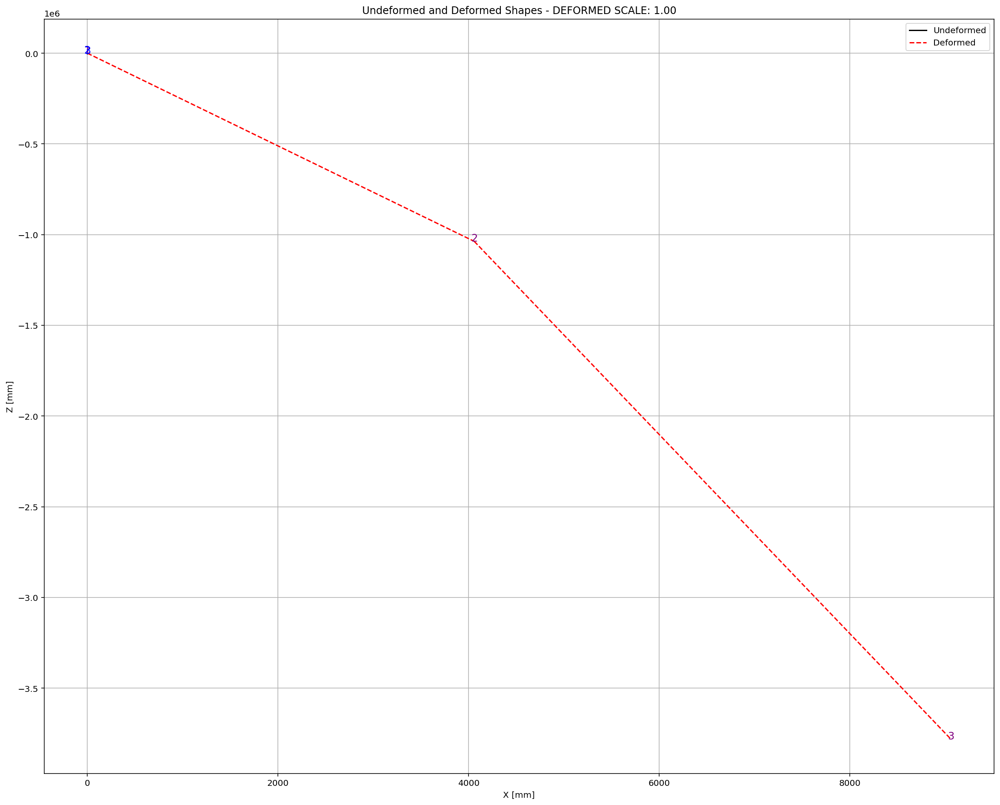 Undeformed and Deformed Shapes - DEFORMED SCALE: 1.00
1e6
Undeformed
Deformed
0.0
−0.5
−1.0
−1.5
−2.0
−2.5
−3.0
−3.5
Z [mm]
2
3
0 2000 4000 6000 8000
X [mm]